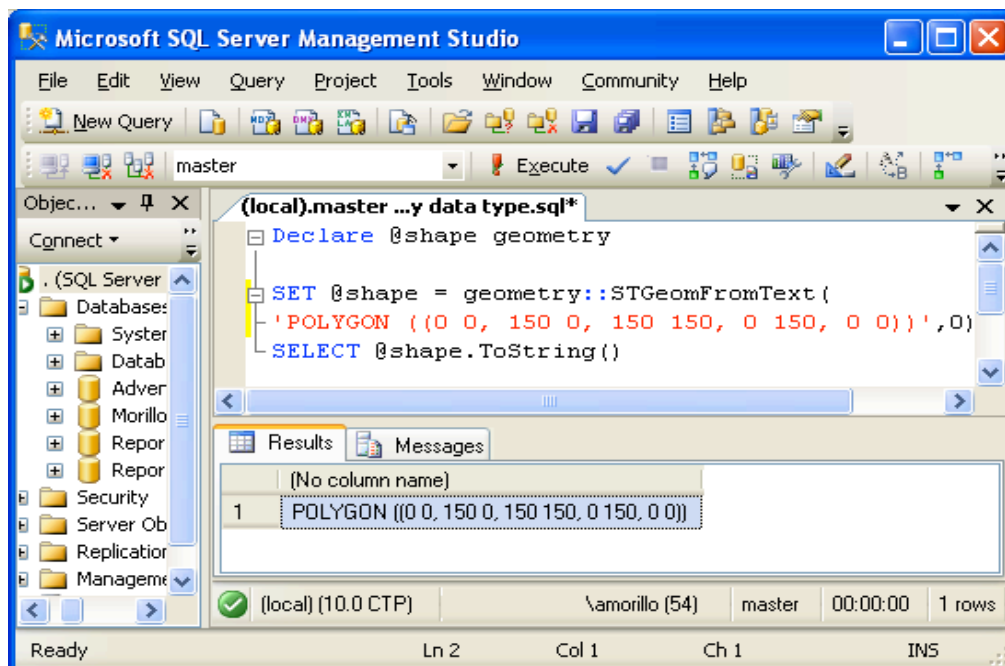 Microsoft SQL Server Management Studio
File Edit View Query Project Tools Window Community Help
New Query
master Execute
Objec...
(local).master ...y data type.sql*
Connect
Declare @shape geometry
. (SQL Server
Databases
SET @shape = geometry::STGeomFromText(
System
'POLYGON ((0 0, 150 0, 150 150, 0 150, 0 0))',0)
Datab
SELECT @shape.ToString()
Adver
Morillo
Repor
Repor
Results Messages
Security
(No column name)
Server Ob
1 POLYGON ((0 0, 150 0, 150 150, 0 150, 0 0))
Replication
Manageme
(local) (10.0 CTP) \amorillo (54) master 00:00:00 1 rows
Ready Ln 2 Col 1 Ch 1 INS